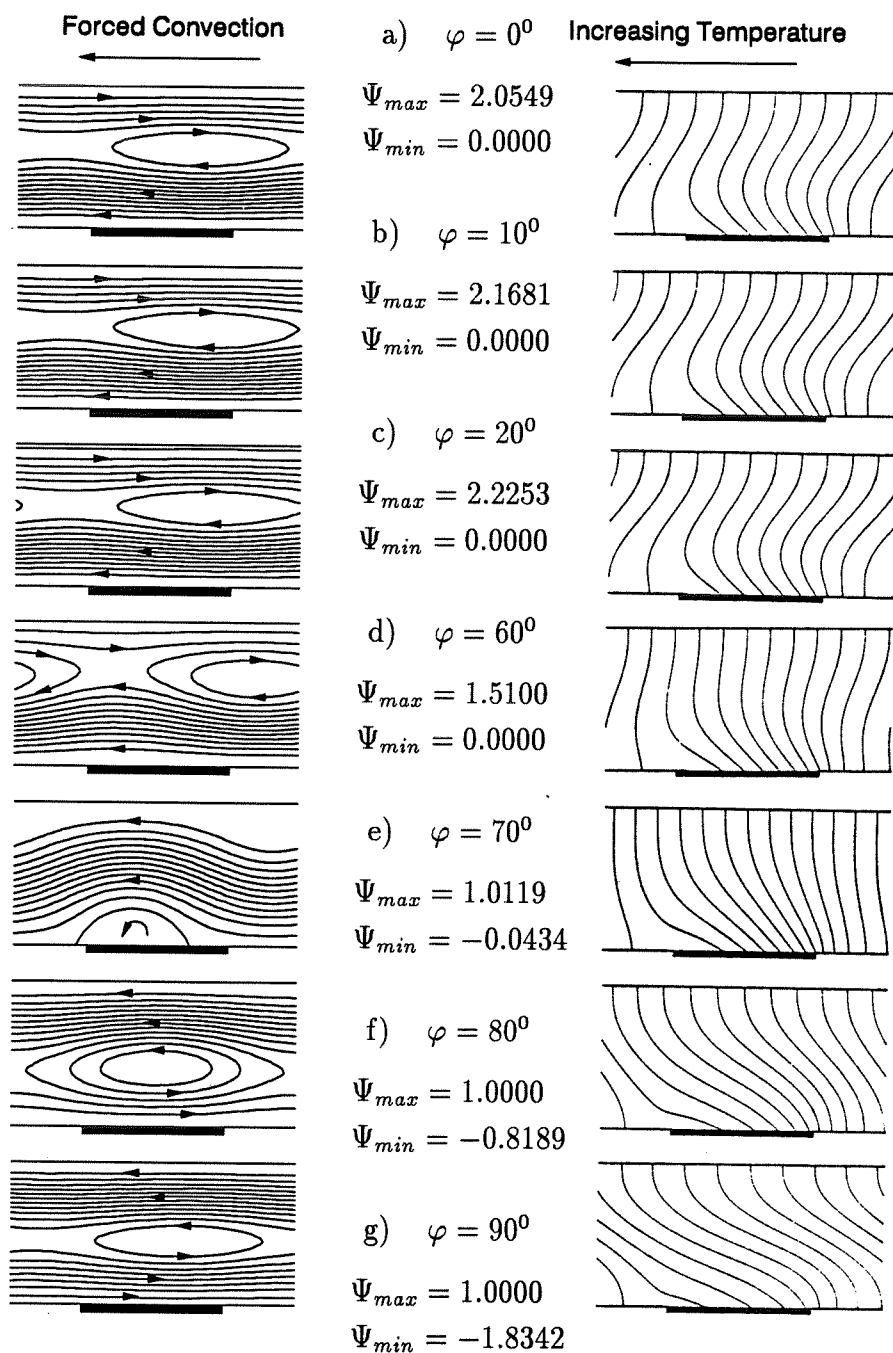 Forced Convection
a) φ = 0⁰
Increasing Temperature
Ψmax = 2.0549
Ψmin = 0.0000
b) φ = 10⁰
Ψmax = 2.1681
Ψmin = 0.0000
c) φ = 20⁰
Ψmax = 2.2253
Ψmin = 0.0000
d) φ = 60⁰
Ψmax = 1.5100
Ψmin = 0.0000
e) φ = 70⁰
Ψmax = 1.0119
Ψmin = −0.0434
f) φ = 80⁰
Ψmax = 1.0000
Ψmin = −0.8189
g) φ = 90⁰
Ψmax = 1.0000
Ψmin = −1.8342